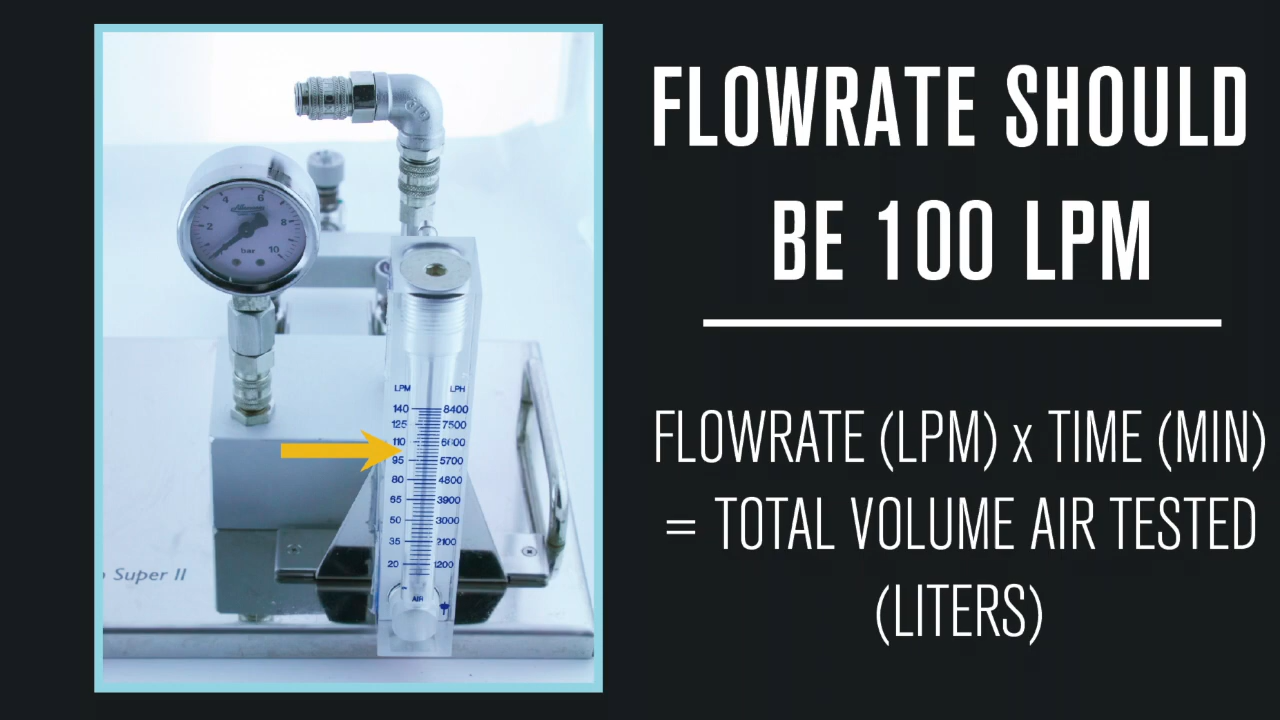 FLOWRATE SHOULD
BE 100 LPM
FLOWRATE (LPM) x TIME (MIN)
= TOTAL VOLUME AIR TESTED
(LITERS)
4 6
2 8
bar 10
LPM LPH
140 8400
125 7500
110 6600
95 5700
80 4800
65 3900
50 3000
35 2100
20 1200
AIR
Super II